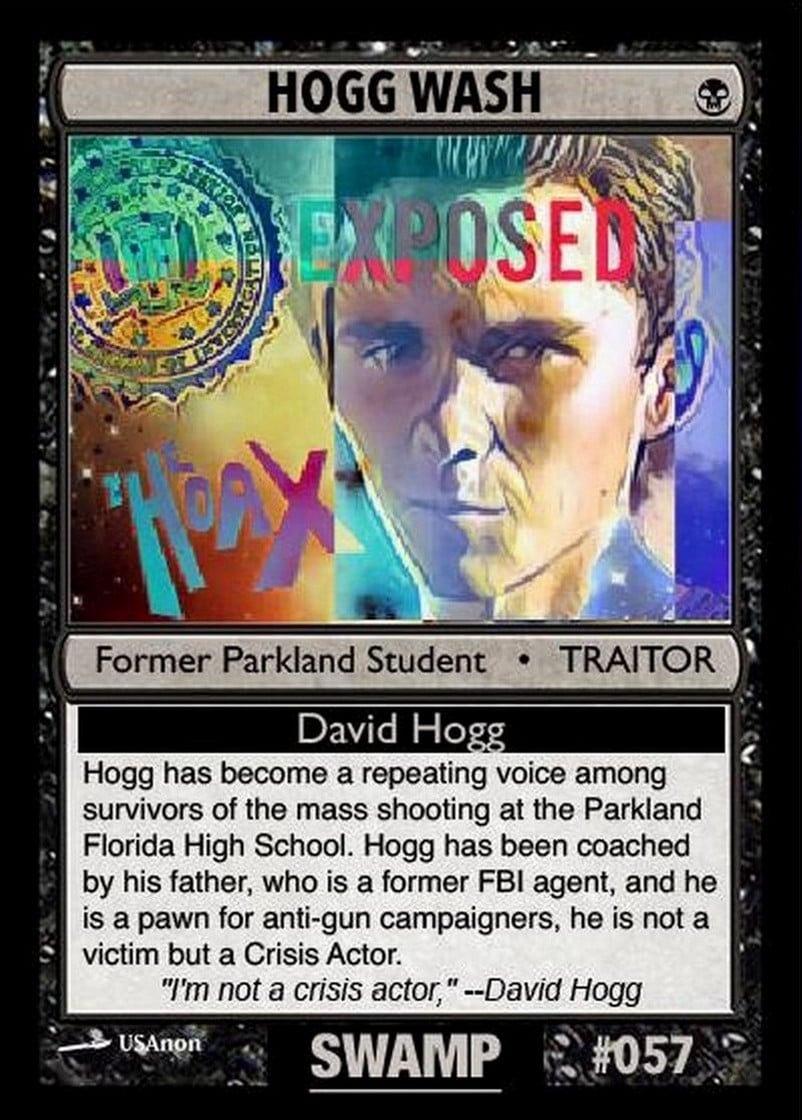 HOGG WASH
EXPOSED
THE HOAX
Former Parkland Student • TRAITOR
David Hogg
Hogg has become a repeating voice among
survivors of the mass shooting at the Parkland
Florida High School. Hogg has been coached
by his father, who is a former FBI agent, and he
is a pawn for anti-gun campaigners, he is not a
victim but a Crisis Actor.
"I'm not a crisis actor," --David Hogg
USAnon
SWAMP
#057